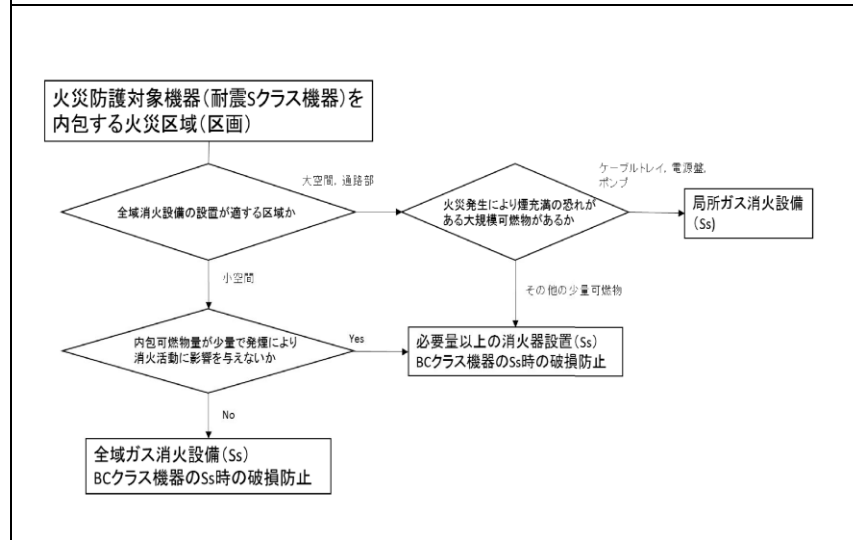 火災防護対象機器(耐震Sクラス機器)を
内包する火災区域(区画)
大空間、通路部
全域消火設備の設置が適する区域か
火災発生により煙充満の恐れが
ある大規模可燃物があるか
ケーブルトレイ、電源盤、
ポンプ
局所ガス消火設備
(Ss)
小空間
その他の少量可燃物
内包可燃物量が少量で発煙により
消火活動に影響を与えないか
Yes
必要量以上の消火器設置(Ss)
BCクラス機器のSs時の破損防止
No
全域ガス消火設備(Ss)
BCクラス機器のSs時の破損防止